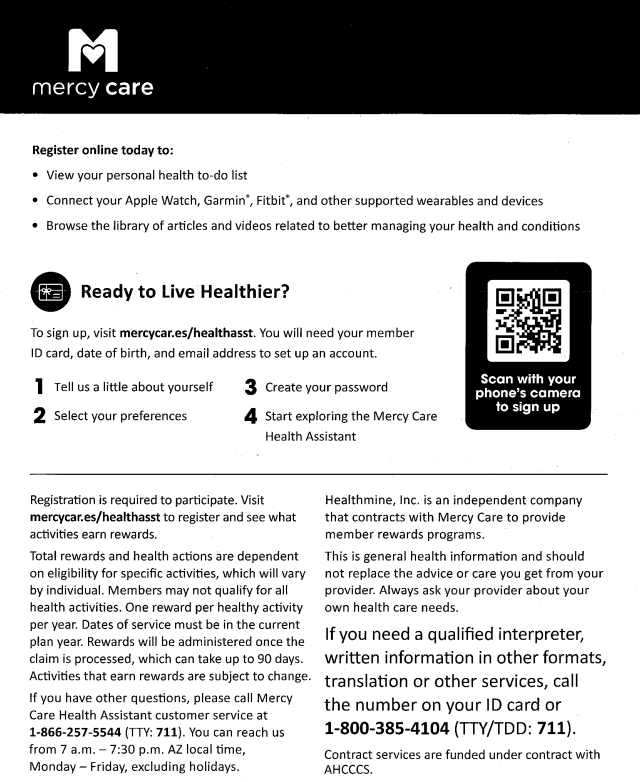 mercy care
Register online today to:
• View your personal health to-do list
• Connect your Apple Watch, Garmin®, Fitbit®, and other supported wearables and devices
• Browse the library of articles and videos related to better managing your health and conditions
Ready to Live Healthier?
To sign up, visit mercycar.es/healthasst. You will need your member
ID card, date of birth, and email address to set up an account.
1 Tell us a little about yourself
2 Select your preferences
3 Create your password
4 Start exploring the Mercy Care
Health Assistant
Scan with your
phone's camera
to sign up
Registration is required to participate. Visit
mercycar.es/healthasst to register and see what
activities earn rewards.
Total rewards and health actions are dependent
on eligibility for specific activities, which will vary
by individual. Members may not qualify for all
health activities. One reward per healthy activity
per year. Dates of service must be in the current
plan year. Rewards will be administered once the
claim is processed, which can take up to 90 days.
Activities that earn rewards are subject to change.
If you have other questions, please call Mercy
Care Health Assistant customer service at
1-866-257-5544 (TTY: 711). You can reach us
from 7 a.m. – 7:30 p.m. AZ local time,
Monday – Friday, excluding holidays.
Healthmine, Inc. is an independent company
that contracts with Mercy Care to provide
member rewards programs.
This is general health information and should
not replace the advice or care you get from your
provider. Always ask your provider about your
own health care needs.
If you need a qualified interpreter,
written information in other formats,
translation or other services, call
the number on your ID card or
1-800-385-4104 (TTY/TDD: 711).
Contract services are funded under contract with
AHCCCS.